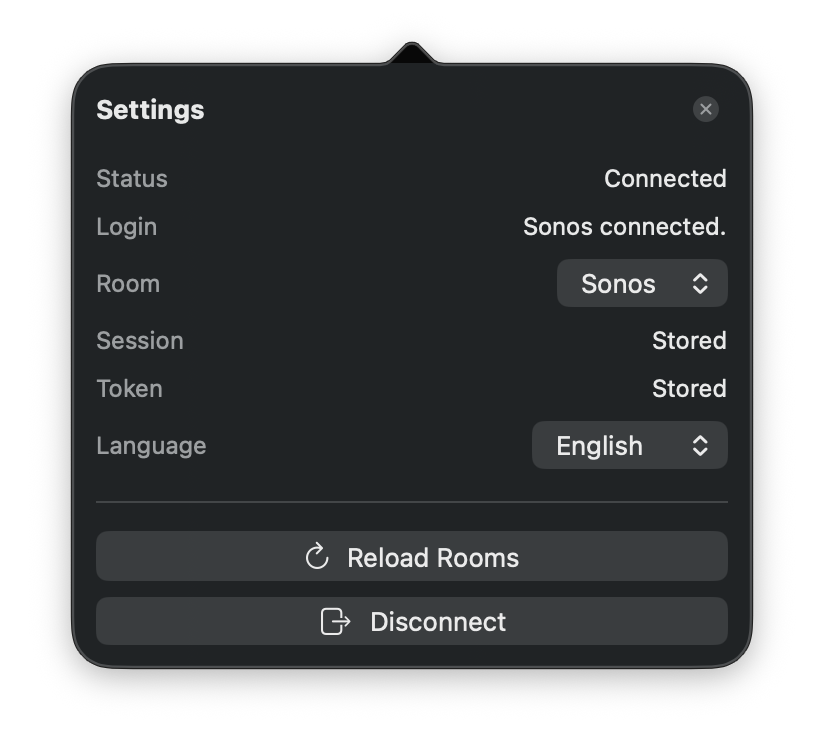 Settings
Status Connected
Login Sonos connected.
Room Sonos
Session Stored
Token Stored
Language English
Reload Rooms
Disconnect